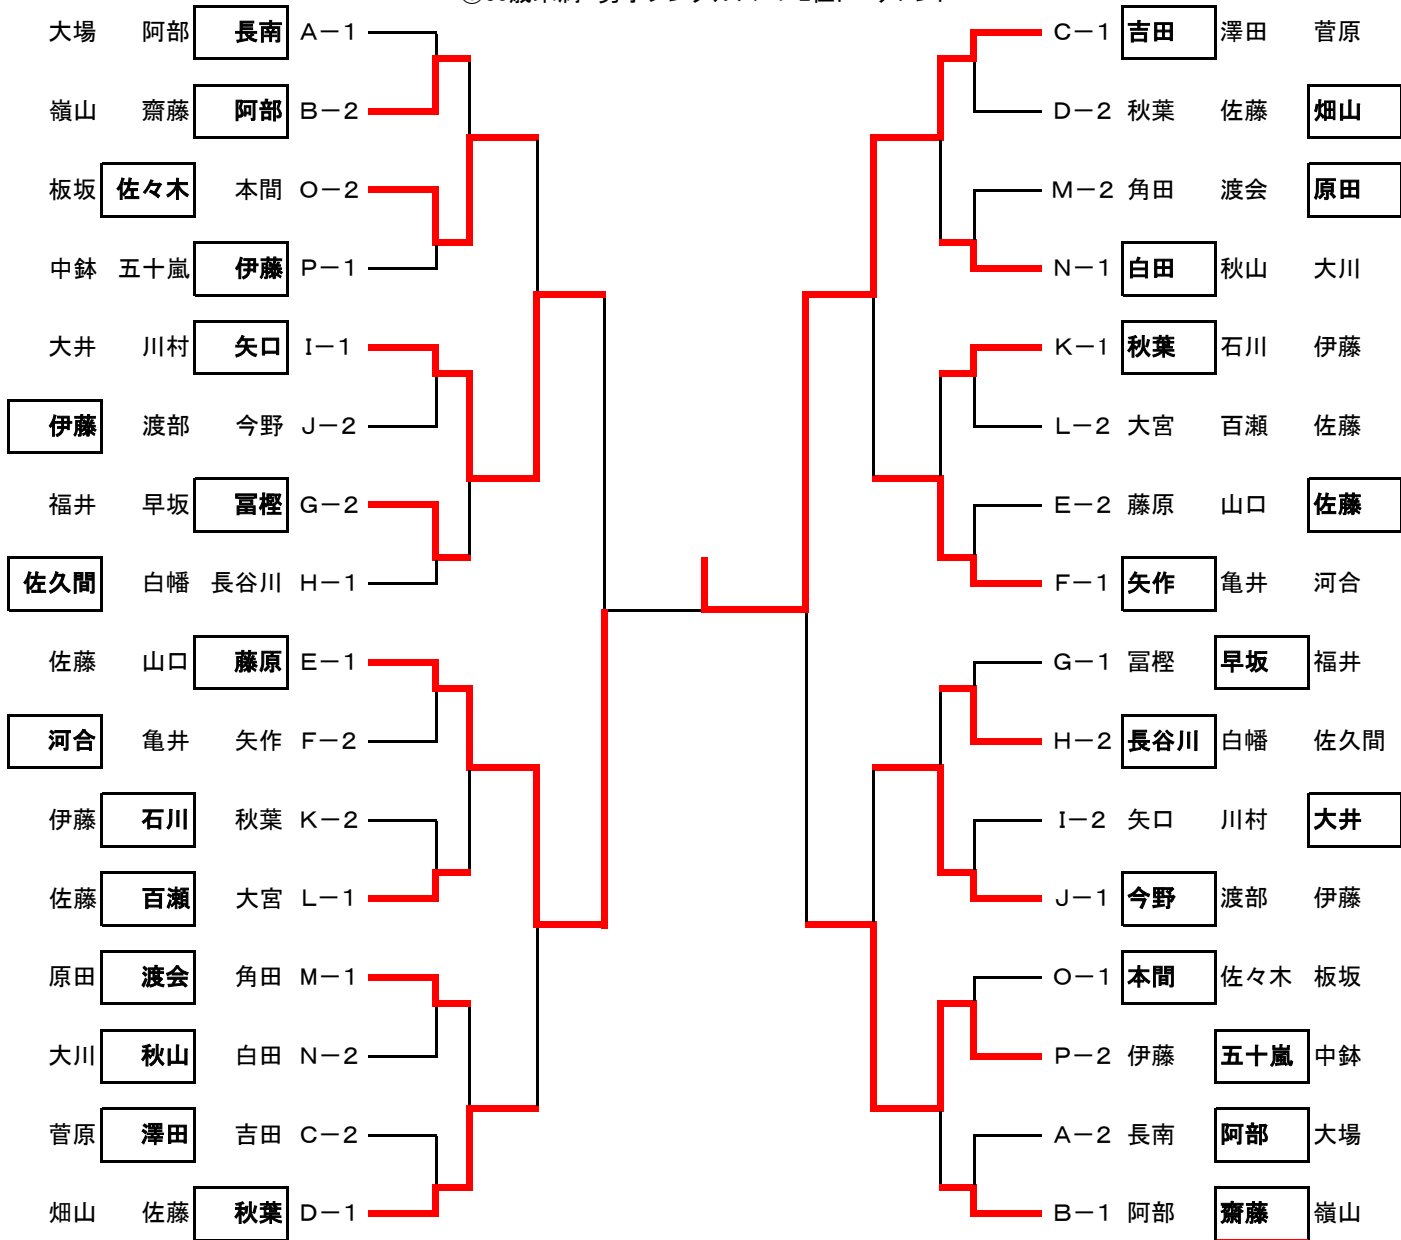 大場 阿部 長南 A－1
嶺山 齋藤 阿部 B－2
板坂 佐々木 本間 O－2
中鉢 五十嵐 伊藤 P－1
大井 川村 矢口 I－1
伊藤 渡部 今野 J－2
福井 早坂 冨樫 G－2
佐久間 白幡 長谷川 H－1
佐藤 山口 藤原 E－1
河合 亀井 矢作 F－2
伊藤 石川 秋葉 K－2
佐藤 百瀬 大宮 L－1
原田 渡会 角田 M－1
大川 秋山 白田 N－2
菅原 澤田 吉田 C－2
畑山 佐藤 秋葉 D－1
C－1 吉田 澤田 菅原
D－2 秋葉 佐藤 畑山
M－2 角田 渡会 原田
N－1 白田 秋山 大川
K－1 秋葉 石川 伊藤
L－2 大宮 百瀬 佐藤
E－2 藤原 山口 佐藤
F－1 矢作 亀井 河合
G－1 冨樫 早坂 福井
H－2 長谷川 白幡 佐久間
I－2 矢口 川村 大井
J－1 今野 渡部 伊藤
O－1 本間 佐々木 板坂
P－2 伊藤 五十嵐 中鉢
A－2 長南 阿部 大場
B－1 阿部 齋藤 嶺山